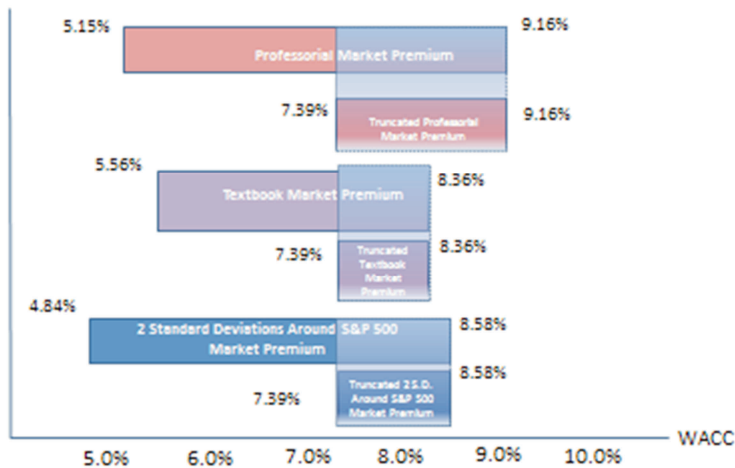 5.15%
9.16%
Professorial Market Premium
7.39%
Truncated Professorial
Market Premium
9.16%
5.56%
8.36%
Textbook Market Premium
7.39%
Truncated
Textbook
Market
Premium
8.36%
4.84%
2 Standard Deviations Around S&P 500
Market Premium
8.58%
7.39%
Truncated 2 S.D.
Around S&P 500
Market Premium
8.58%
WACC
5.0% 6.0% 7.0% 8.0% 9.0% 10.0%